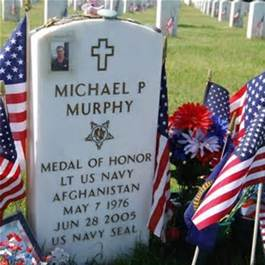 MICHAEL P
MURPHY
MEDAL OF HONOR
LT US NAVY
AFGHANISTAN
MAY 7 1976
JUN 28 2005
US NAVY SEAL